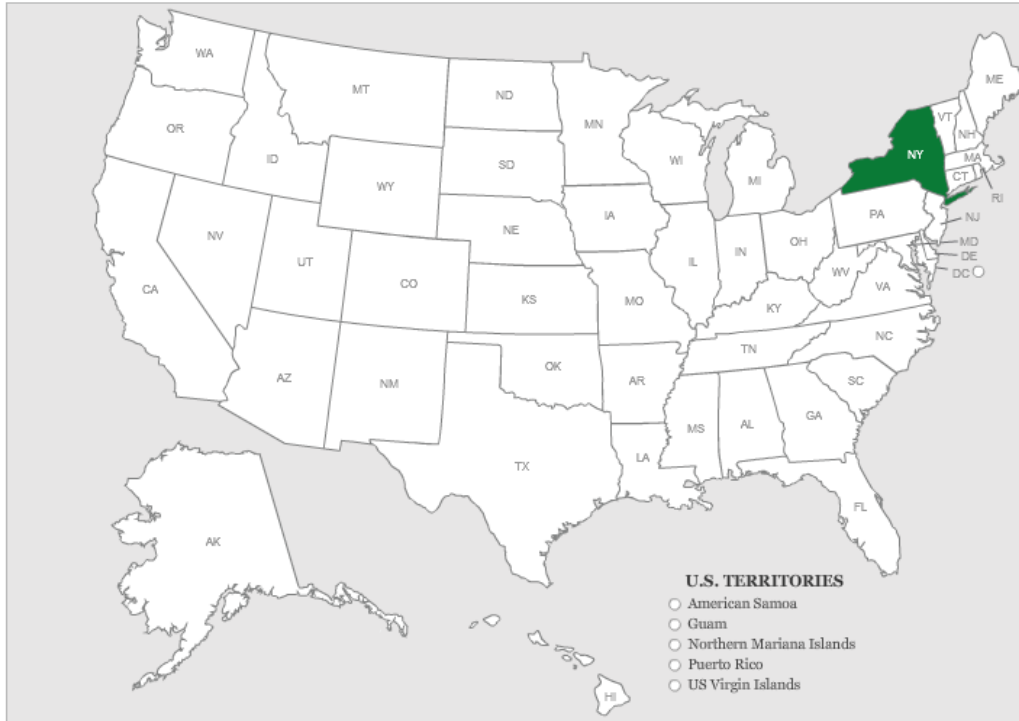 WA
MT
ND
MN
ME
VT
NH
OR
ID
SD
WI
NY
MA
WY
MI
CT
RI
IA
PA
NJ
NE
NV
UT
OH
MD
IL
IN
DE
CO
WV
DC
CA
KS
MO
VA
KY
NC
TN
OK
AZ
NM
AR
SC
MS
AL
GA
LA
TX
FL
AK
U.S. TERRITORIES
American Samoa
Guam
Northern Mariana Islands
Puerto Rico
US Virgin Islands
HI